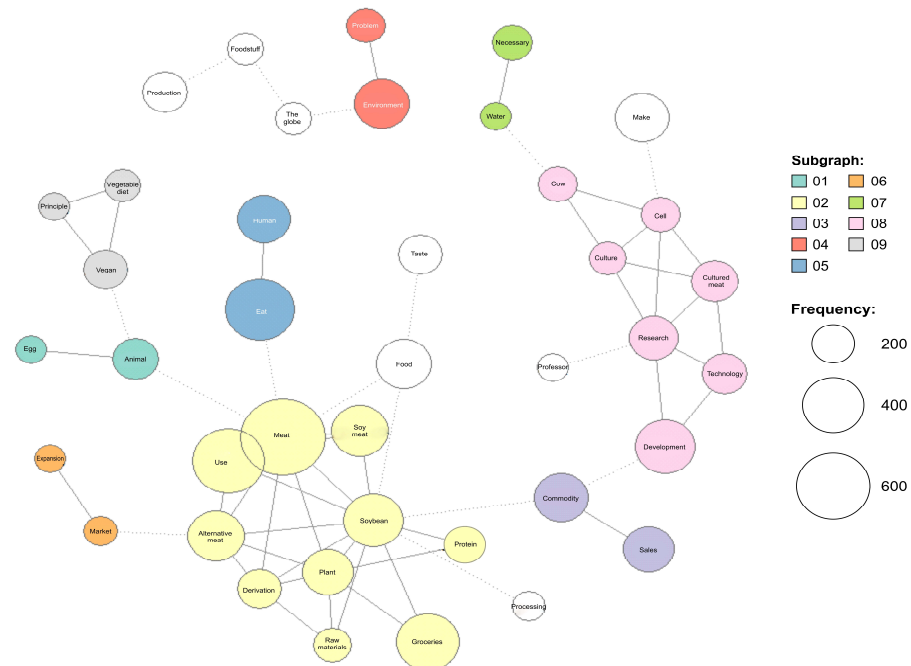 Problem
Foodstuff
Necessary
Production
Environment
The
globe
Water
Make
Subgraph:
01
06
02
07
03
08
04
09
05
Vegetable
diet
Principle
Cow
Cell
Human
Culture
Taste
Vegan
Cultured
meat
Eat
Frequency:
200
400
600
Egg
Animal
Research
Food
Professor
Technology
Meat
Soy
meat
Use
Development
Expansion
Commodity
Market
Alternative
meat
Soybean
Protein
Sales
Plant
Derivation
Processing
Raw
materials
Groceries